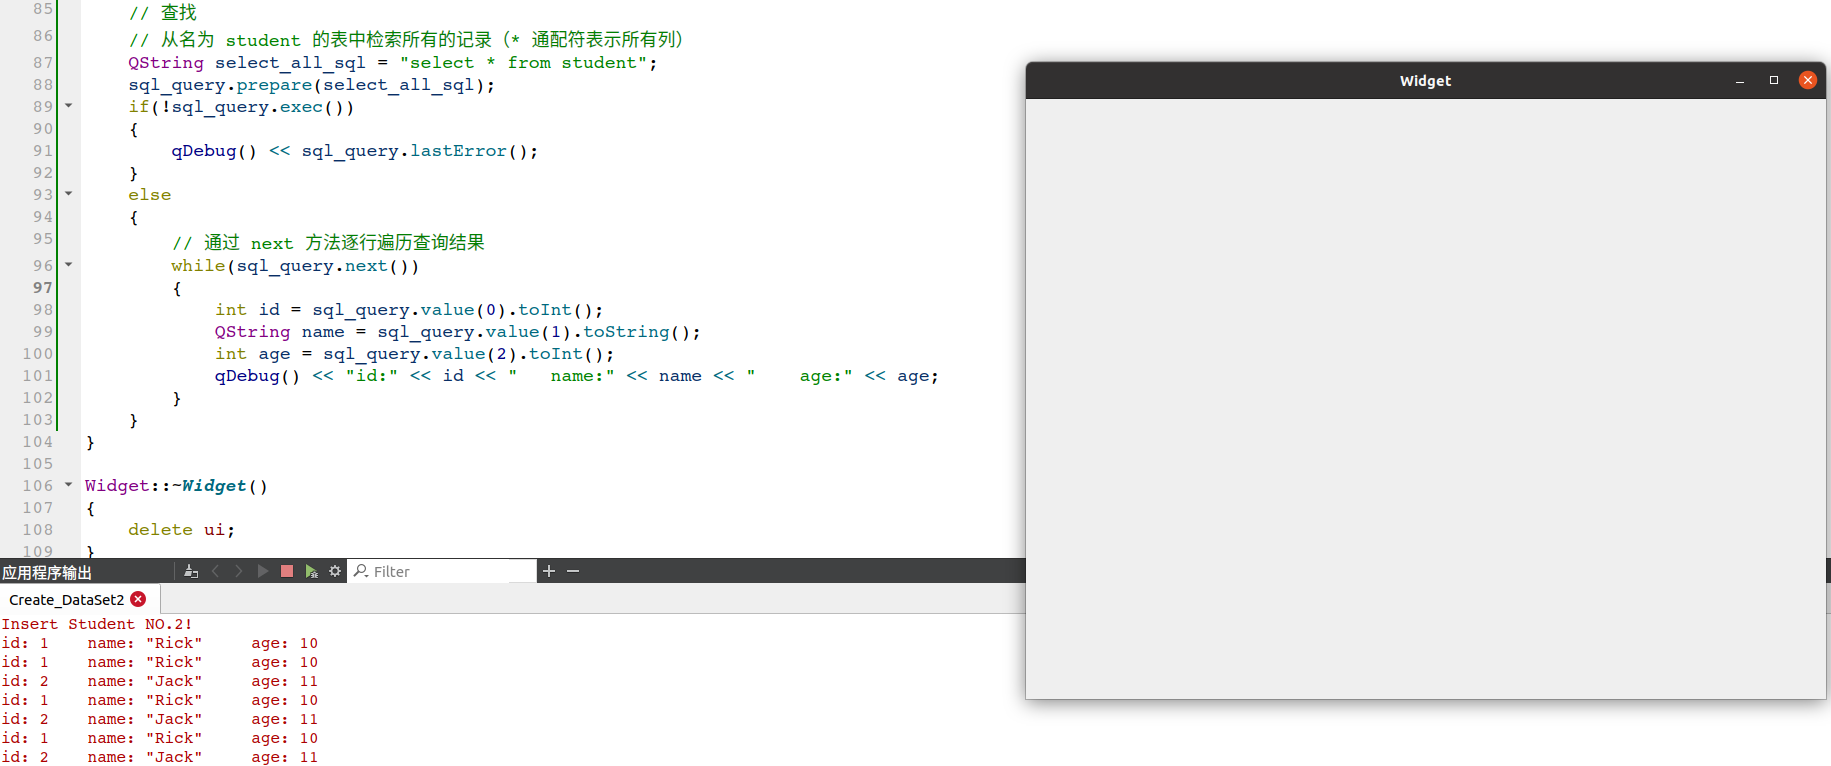 85 // 查找
86 // 从名为 student 的表中检索所有的记录（* 通配符表示所有列）
87 QString select_all_sql = "select * from student";
88 sql_query.prepare(select_all_sql);
89 if(!sql_query.exec())
90 {
91 qDebug() << sql_query.lastError();
92 }
93 else
94 {
95 // 通过 next 方法逐行遍历查询结果
96 while(sql_query.next())
97 {
98 int id = sql_query.value(0).toInt();
99 QString name = sql_query.value(1).toString();
100 int age = sql_query.value(2).toInt();
101 qDebug() << "id:" << id << "   name:" << name << "    age:" << age;
102 }
103 }
104 }
105
106 Widget::~Widget()
107 {
108 delete ui;
109 }
Widget
应用程序输出
Filter
Create_DataSet2
Insert Student NO.2!
id: 1    name: "Rick"     age: 10
id: 1    name: "Rick"     age: 10
id: 2    name: "Jack"     age: 11
id: 1    name: "Rick"     age: 10
id: 2    name: "Jack"     age: 11
id: 1    name: "Rick"     age: 10
id: 2    name: "Jack"     age: 11